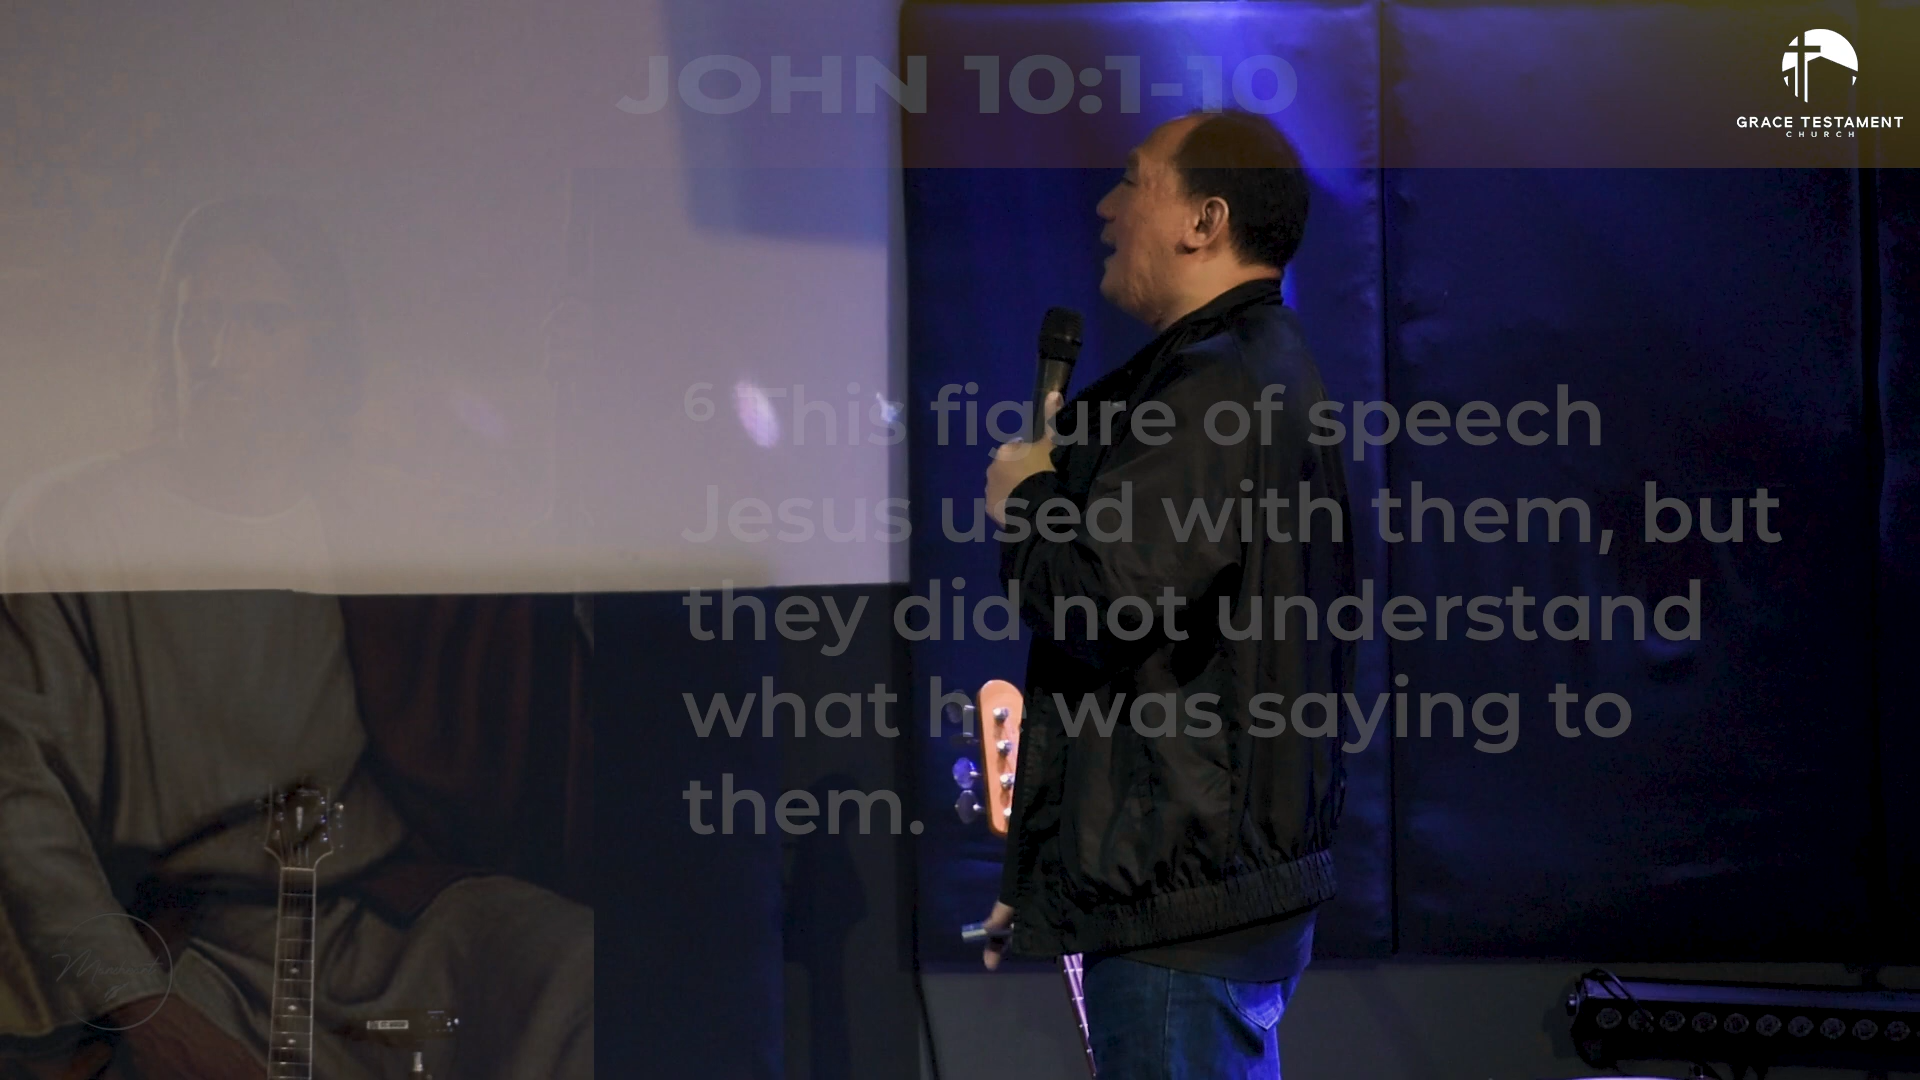 JOHN 10:1-10
GRACE TESTAMENT
CHURCH
6 This figure of speech
Jesus used with them, but
they did not understand
what he was saying to
them.